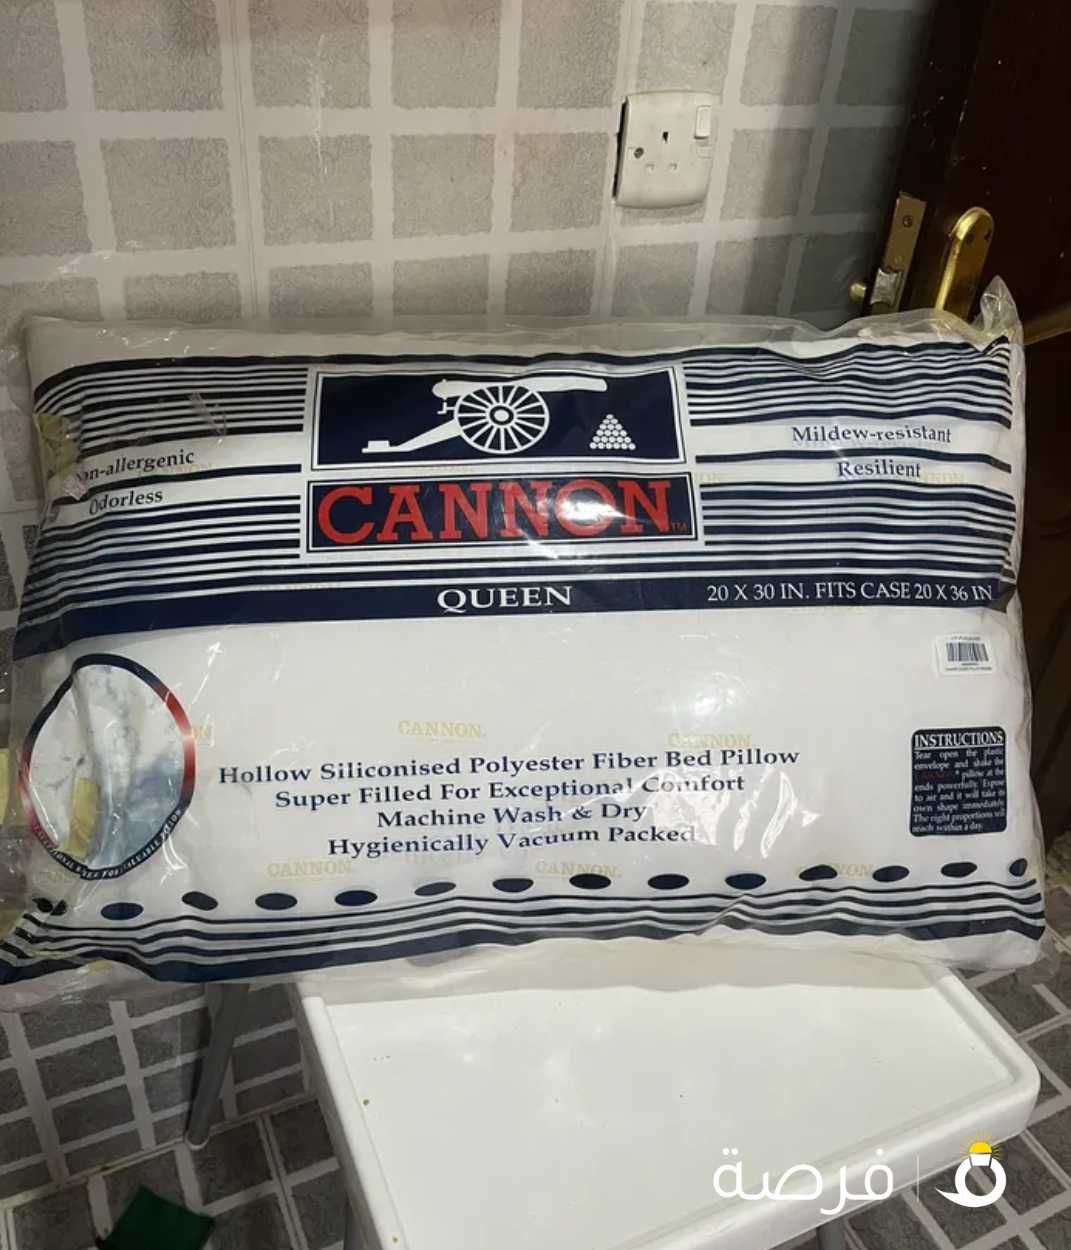 Mildew-resistant
Resilient
on-allergenic
Odorless
CANNON™
QUEEN
20 X 30 IN. FITS CASE 20 X 36 IN
CANNON
CANNON
Hollow Siliconised Polyester Fiber Bed Pillow
Super Filled For Exceptional Comfort
Machine Wash & Dry
Hygienically Vacuum Packed
CANNON
CANNON
INSTRUCTIONS
Tear open the plastic
envelope and shake the
CANNON pillow at the
ends powerfully. Expose
to air and it will take its
own shape immediately.
The right proportions will
reach within a day.
فرصة